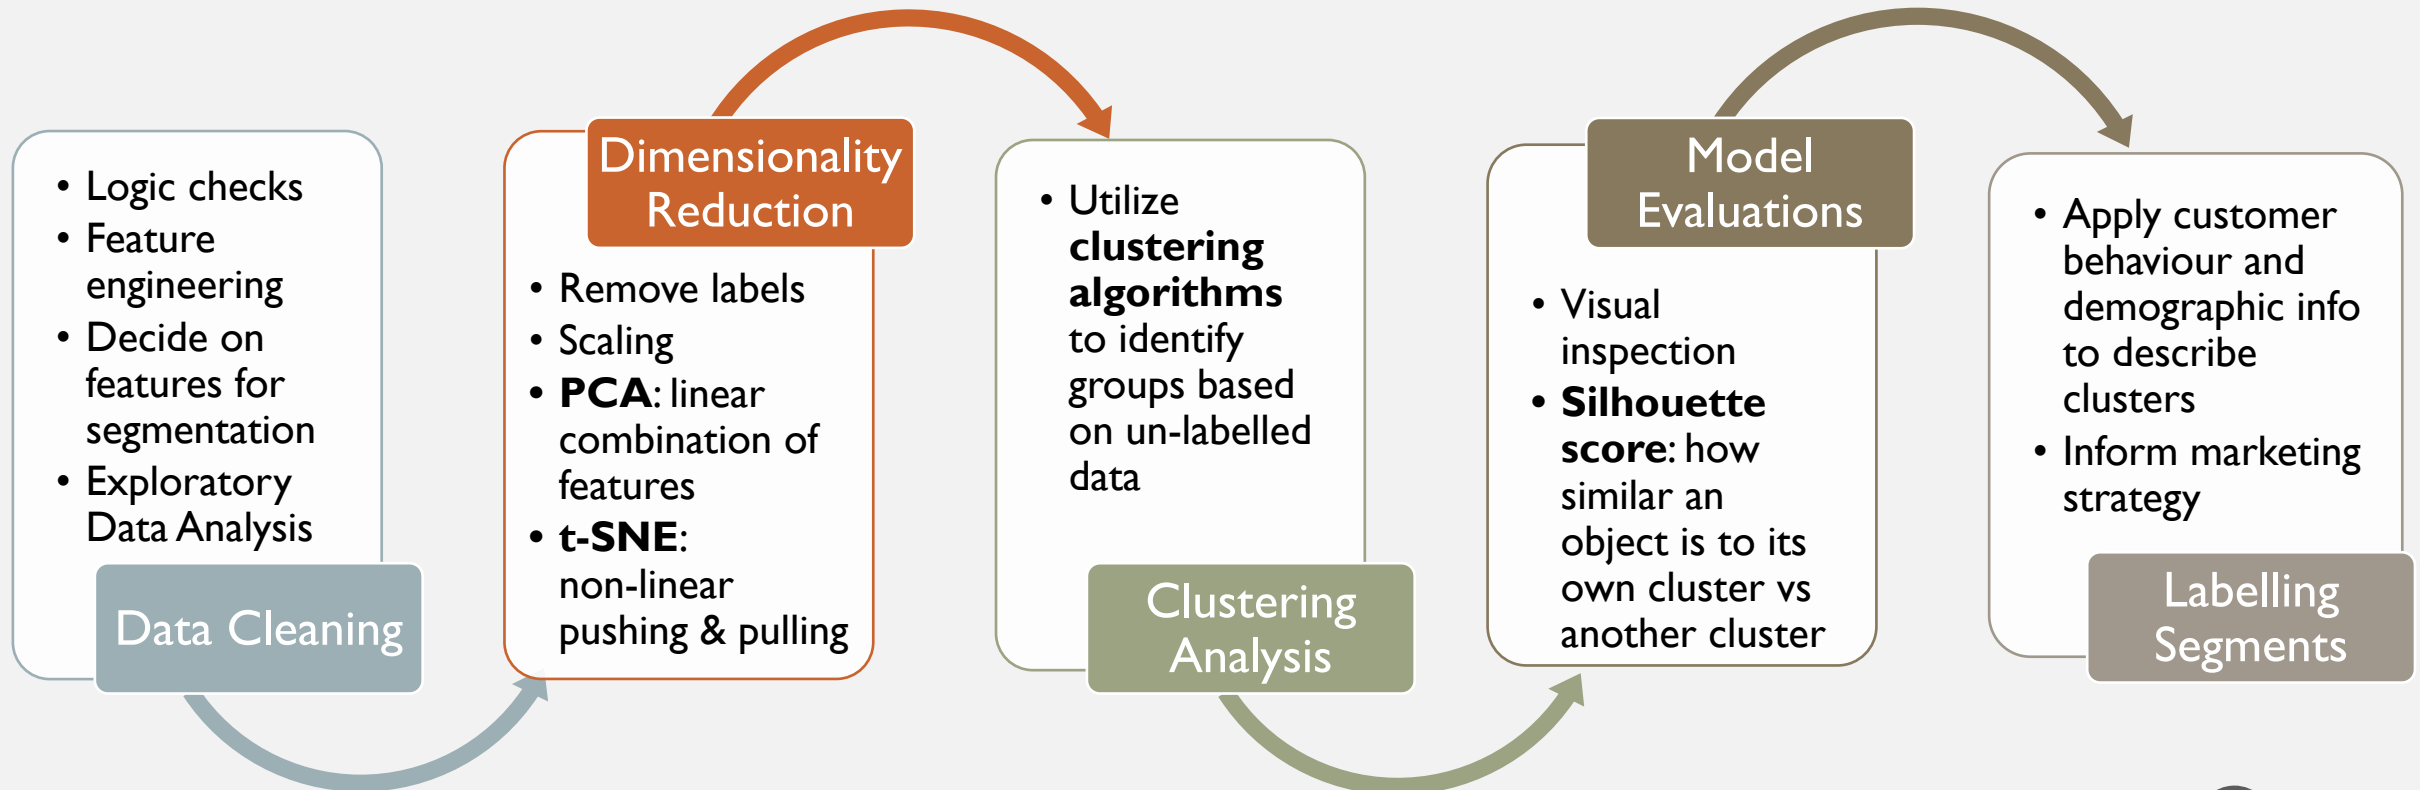 • Logic checks
• Feature
engineering
• Decide on
features for
segmentation
• Exploratory
Data Analysis
Data Cleaning
Dimensionality
Reduction
• Remove labels
• Scaling
• PCA: linear
combination of
features
• t-SNE:
non-linear
pushing & pulling
• Utilize
clustering
algorithms
to identify
groups based
on un-labelled
data
Clustering
Analysis
Model
Evaluations
• Visual
inspection
• Silhouette
score: how
similar an
object is to its
own cluster vs
another cluster
• Apply customer
behaviour and
demographic info
to describe
clusters
• Inform marketing
strategy
Labelling
Segments